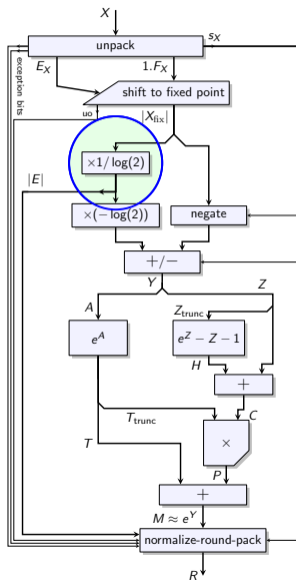 X
unpack
s_X
E_X
1.F_X
exception bits
shift to fixed point
ou
|X_fix|
×1/log(2)
|E|
×(−log(2))
negate
+/−
Y
Z
A
Z_trunc
e^A
e^Z − Z − 1
H
+
C
T_trunc
×
T
P
+
M ≈ e^Y
normalize-round-pack
R